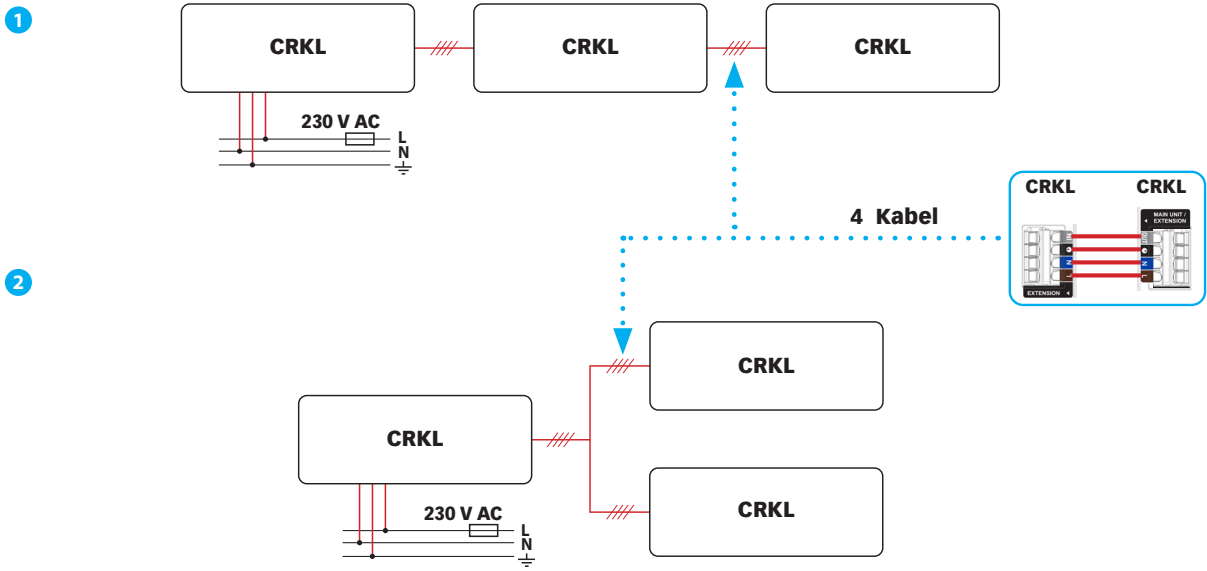 1
CRKL CRKL CRKL
230 V AC
L
N
CRKL CRKL
MAIN UNIT /
EXTENSION
4 Kabel
N N
L L
EXTENSION
2
CRKL
CRKL
CRKL
230 V AC
L
N